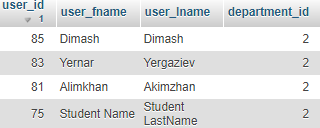 user_id user_fname user_lname department_id
1
85 Dimash Dimash 2
83 Yernar Yergaziev 2
81 Alimkhan Akimzhan 2
75 Student Name Student LastName 2